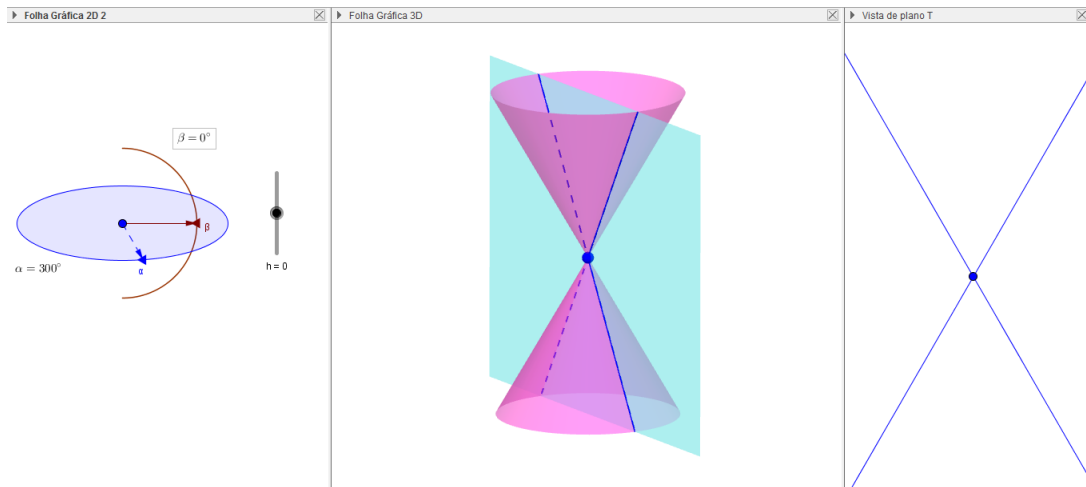 Folha Gráfica 2D 2
β = 0°
β
α
α = 300°
h = 0
Folha Gráfica 3D
Vista de plano T